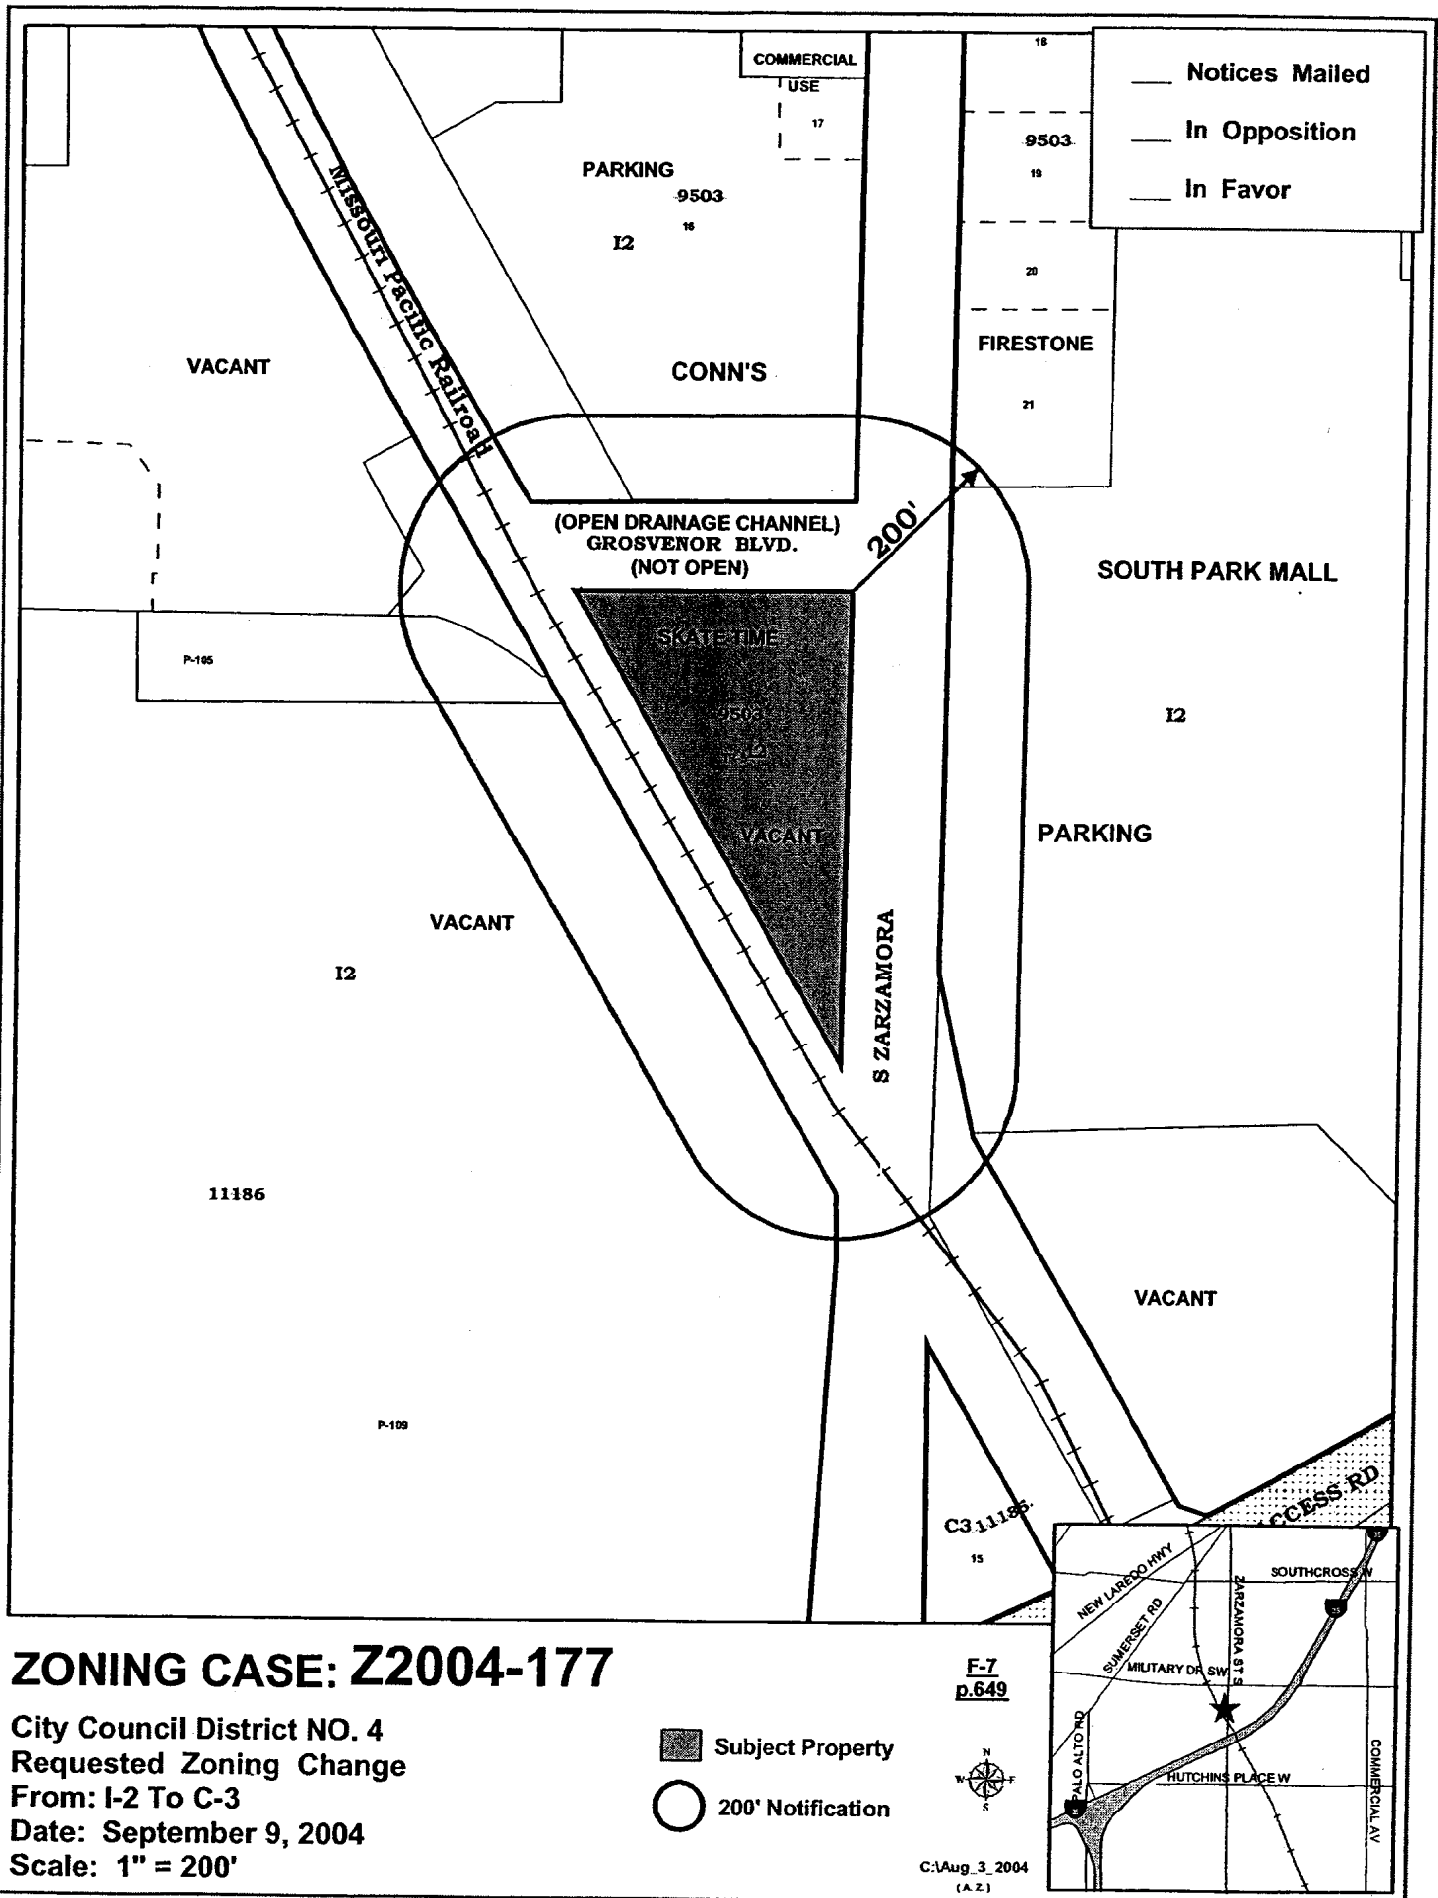 Notices Mailed
In Opposition
In Favor
COMMERCIAL
USE
17
18
9503
19
PARKING
9503
16
I2
20
FIRESTONE
21
Missouri Pacific Railroad
VACANT
CONN'S
(OPEN DRAINAGE CHANNEL)
GROSVENOR BLVD.
(NOT OPEN)
200'
SOUTH PARK MALL
SKATE TIME
P-105
9503
I2
I2
VACANT
PARKING
VACANT
I2
S ZARZAMORA
11186
VACANT
P-109
C3 11186
15
ACCESS RD
NEW LAREDO HWY
SOUTHCROSS W
ZARZAMORA ST S
SUMERSET RD
MILITARY DR SW
PALO ALTO RD
HUTCHINS PLACE W
COMMERCIAL AV
ZONING CASE: Z2004-177
City Council District NO. 4
Requested Zoning Change
From: I-2 To C-3
Date: September 9, 2004
Scale: 1" = 200'
Subject Property
200' Notification
F-7
p.649
N
W E
S
C:\Aug_3_2004
(A.Z.)